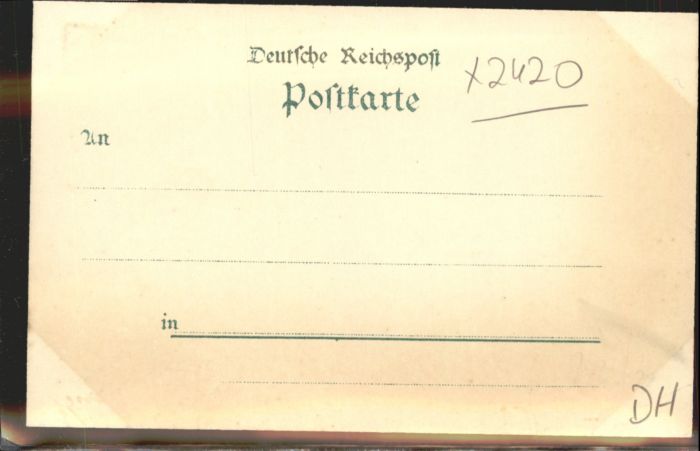 Deutsche Reichspost
x2420
Postkarte
An
in
DH